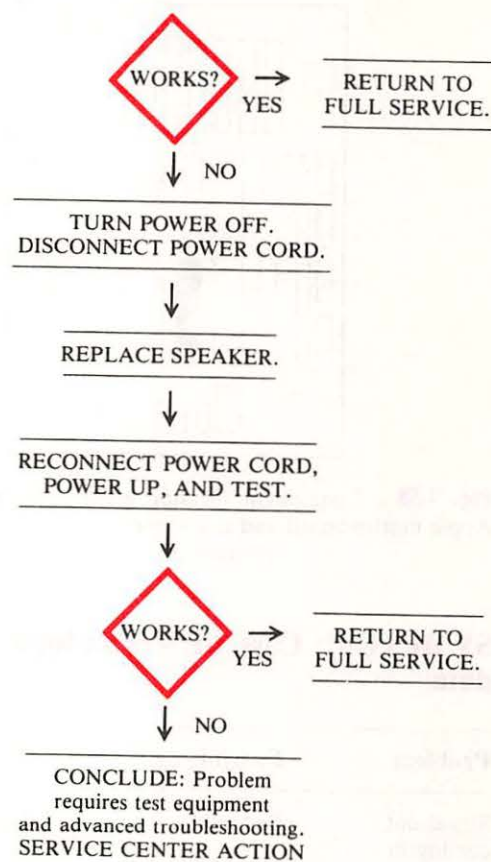 WORKS?
YES
RETURN TO
FULL SERVICE.
NO
TURN POWER OFF.
DISCONNECT POWER CORD.
REPLACE SPEAKER.
RECONNECT POWER CORD,
POWER UP, AND TEST.
WORKS?
YES
RETURN TO
FULL SERVICE.
NO
CONCLUDE: Problem
requires test equipment
and advanced troubleshooting.
SERVICE CENTER ACTION